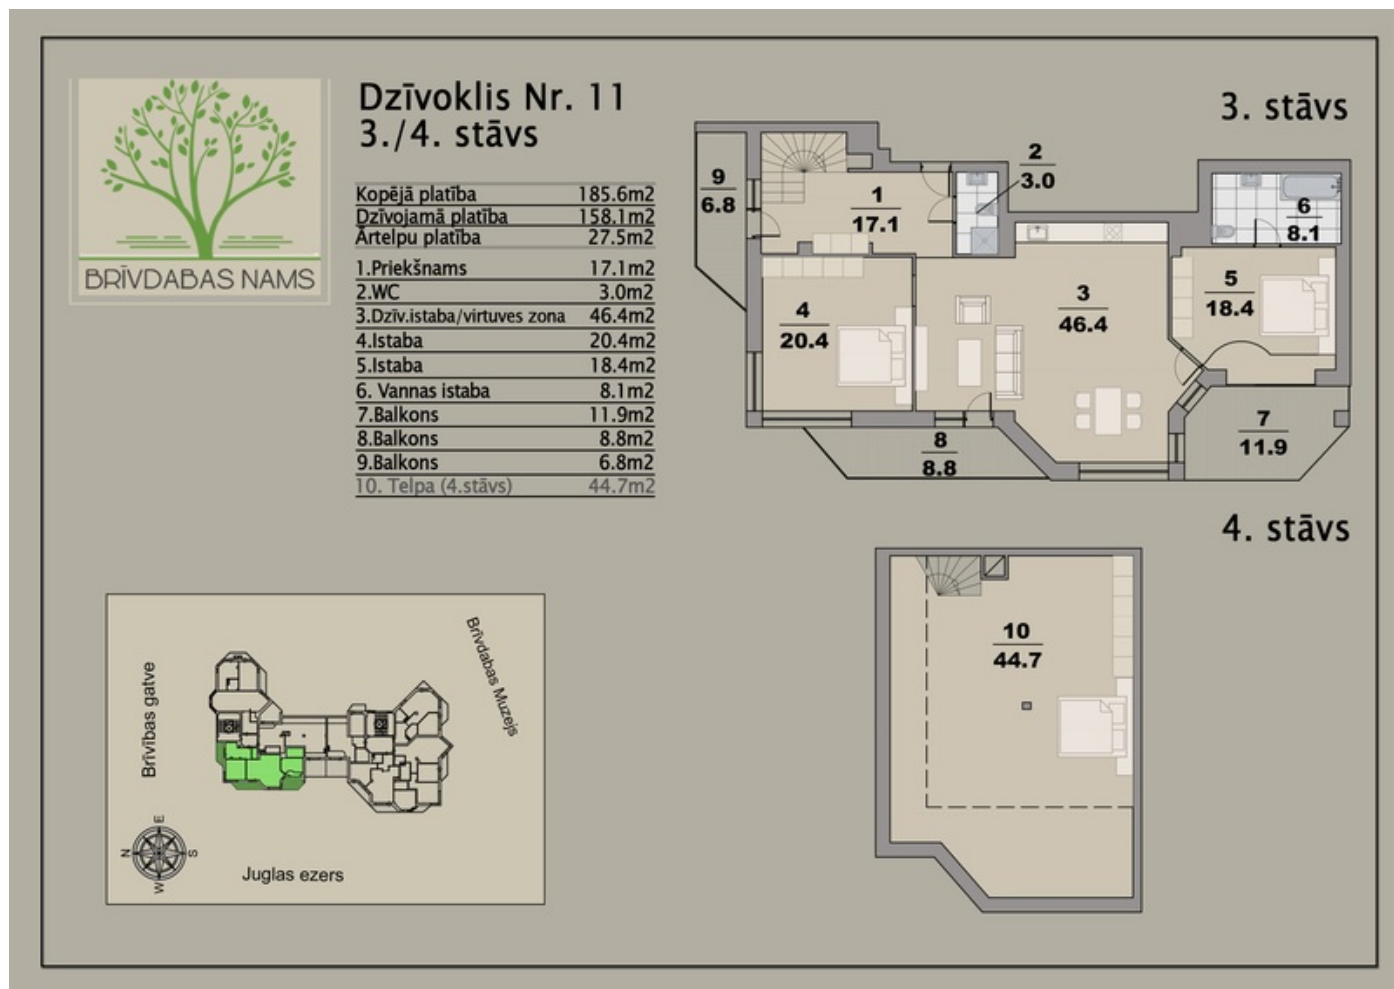 BRĪVDABAS NAMS
Dzīvoklis Nr. 11
3./4. stāvs
Kopējā platība 185.6m2
Dzīvojamā platība 158.1m2
Ārtelpu platība 27.5m2
1.Priekšnams 17.1m2
2.WC 3.0m2
3.Dzīv.istaba/virtuves zona 46.4m2
4.Istaba 20.4m2
5.Istaba 18.4m2
6. Vannas istaba 8.1m2
7.Balkons 11.9m2
8.Balkons 8.8m2
9.Balkons 6.8m2
10. Telpa (4.stāvs) 44.7m2
3. stāvs
9
6.8
1
17.1
2
3.0
6
8.1
4
20.4
3
46.4
5
18.4
8
8.8
7
11.9
4. stāvs
10
44.7
Brīvības gatve
Brīvdabas Muzejs
Juglas ezers
E
N
S
W